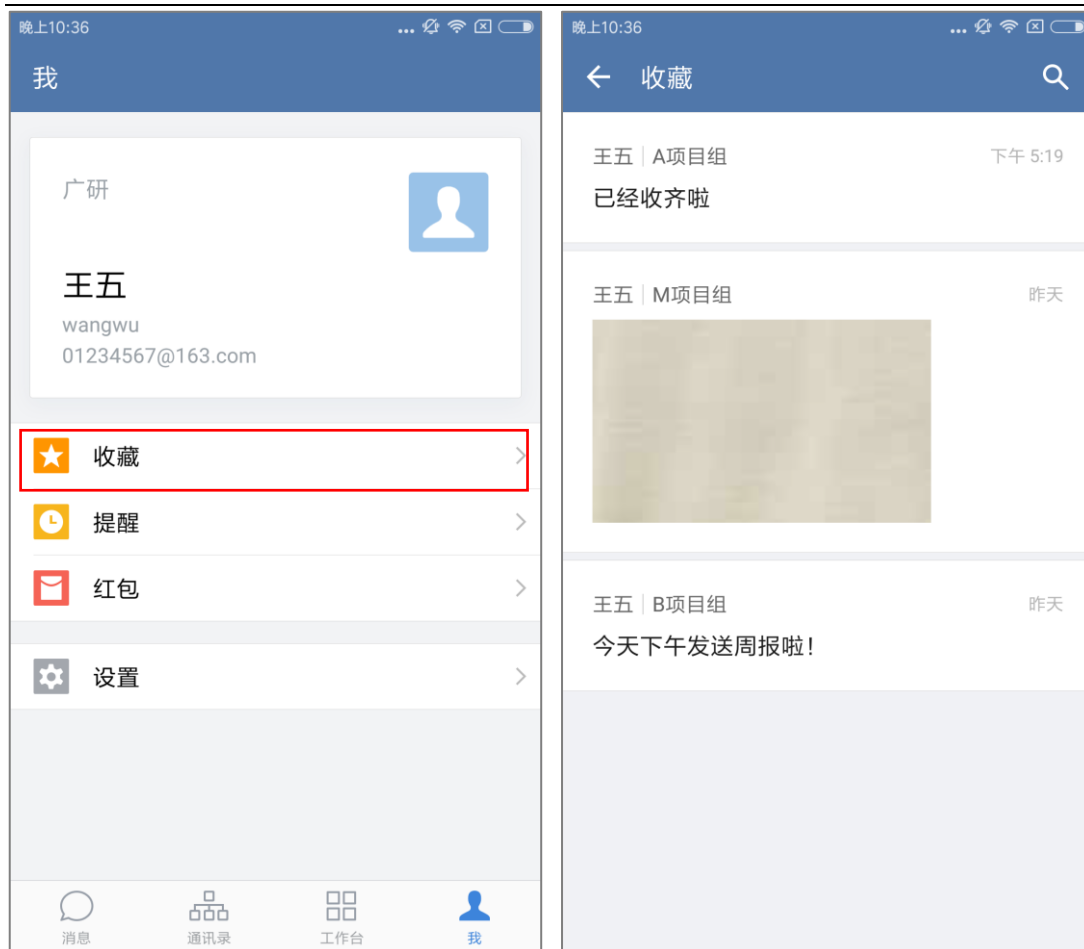 晚上10:36
我
广研
王五
wangwu
01234567@163.com
收藏
提醒
红包
设置
消息 通讯录 工作台 我
晚上10:36
收藏
王五 | A项目组 下午 5:19
已经收齐啦
王五 | M项目组 昨天
王五 | B项目组 昨天
今天下午发送周报啦！